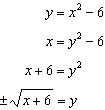 y = x² − 6
x = y² − 6
x + 6 = y²
±√(x + 6) = y